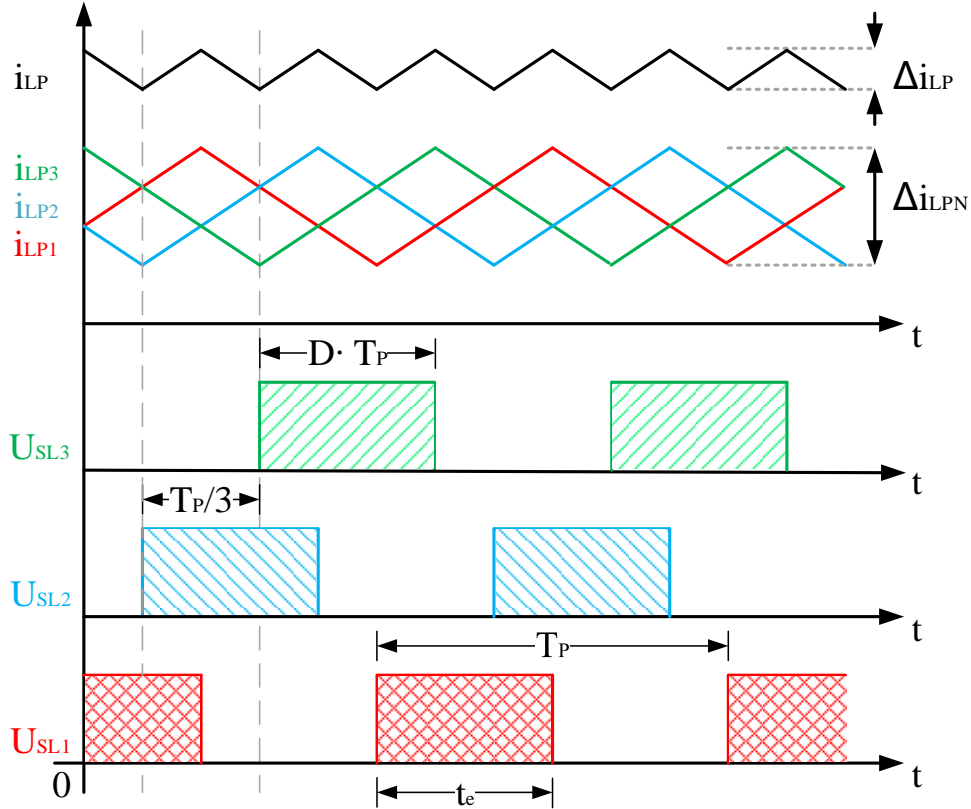 iLP
ΔiLP
iLP3
iLP2
iLP1
ΔiLPN
t
D· TP
USL3
t
TP/3
USL2
t
TP
USL1
t
0
te